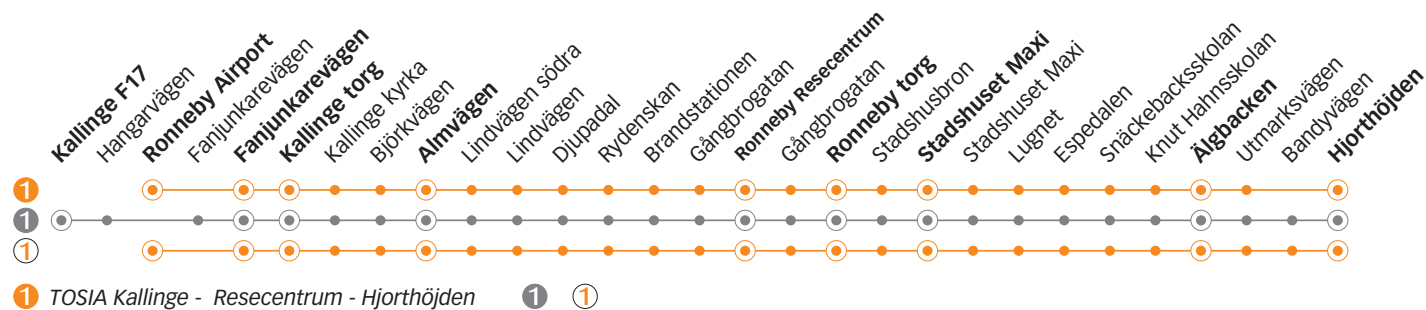 Kallinge F17
Hangarvägen
Ronneby Airport
Fanjunkarevägen
Fanjunkarevägen
Kallinge torg
Kallinge Kyrka
Björkvägen
Almvägen
Lindvägen södra
Lindvägen
Djupadal
Rydenskan
Brandstationen
Gångbrogatan
Ronneby Resecentrum
Gångbrogatan
Ronneby torg
Stadshusbron
Stadshuset Maxi
Stadshuset Maxi
Lugnet
Espedalen
Snäckebacksskolan
Knut Hahnsskolan
Älgbacken
Utmarksvägen
Bandyvägen
Hjorthöjden
1
1
1
1 TOSIA Kallinge - Resecentrum - Hjorthöjden 1 1